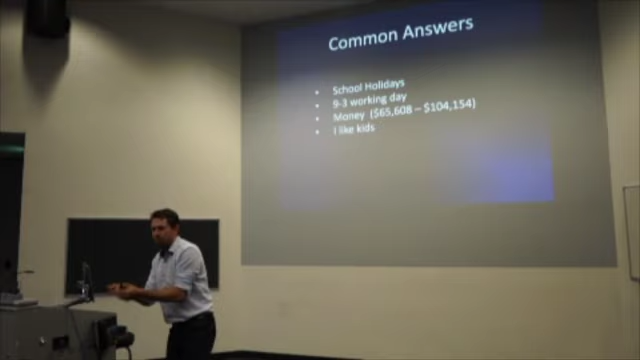 Common Answers
• School Holidays
• 9-3 working day
• Money ($65,608 – $104,154)
• I like kids